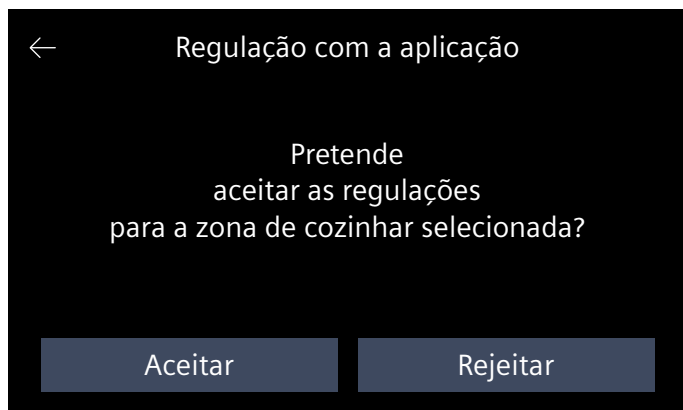 Regulação com a aplicação
Pretende
aceitar as regulações
para a zona de cozinhar selecionada?
Aceitar
Rejeitar